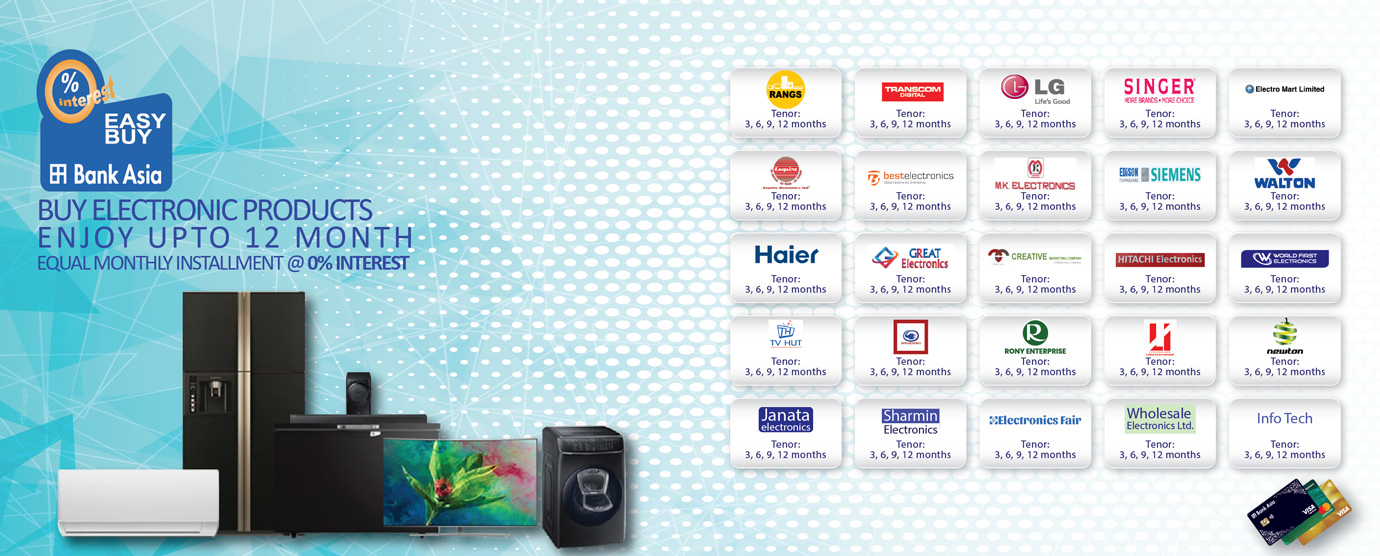 %
interest
EASY
BUY
Bank Asia
BUY ELECTRONIC PRODUCTS
ENJOY UPTO 12 MONTH
EQUAL MONTHLY INSTALLMENT @ 0% INTEREST
RANGS
Tenor:
3, 6, 9, 12 months
TRANSCOM
DIGITAL
Tenor:
3, 6, 9, 12 months
LG
Life's Good
Tenor:
3, 6, 9, 12 months
SINGER
MORE BRANDS • MORE CHOICE
Tenor:
3, 6, 9, 12 months
Electro Mart Limited
Tenor:
3, 6, 9, 12 months
Esquire
Tenor:
3, 6, 9, 12 months
bestelectronics
Tenor:
3, 6, 9, 12 months
M.K ELECTRONICS
Tenor:
3, 6, 9, 12 months
EDISON
SIEMENS
Tenor:
3, 6, 9, 12 months
WALTON
Tenor:
3, 6, 9, 12 months
Haier
Tenor:
3, 6, 9, 12 months
GREAT
Electronics
Tenor:
3, 6, 9, 12 months
CREATIVE MARKETING COMPANY
Tenor:
3, 6, 9, 12 months
HITACHI Electronics
Tenor:
3, 6, 9, 12 months
WORLD FIRST
ELECTRONICS
Tenor:
3, 6, 9, 12 months
TV HUT
Tenor:
3, 6, 9, 12 months
Tenor:
3, 6, 9, 12 months
R
RONY ENTERPRISE
Tenor:
3, 6, 9, 12 months
Tenor:
3, 6, 9, 12 months
newton
Tenor:
3, 6, 9, 12 months
Janata
electronics
Tenor:
3, 6, 9, 12 months
Sharmin
Electronics
Tenor:
3, 6, 9, 12 months
Electronics Fair
Tenor:
3, 6, 9, 12 months
Wholesale
Electronics Ltd.
Tenor:
3, 6, 9, 12 months
Info Tech
Tenor:
3, 6, 9, 12 months
Bank Asia
VISA
VISA